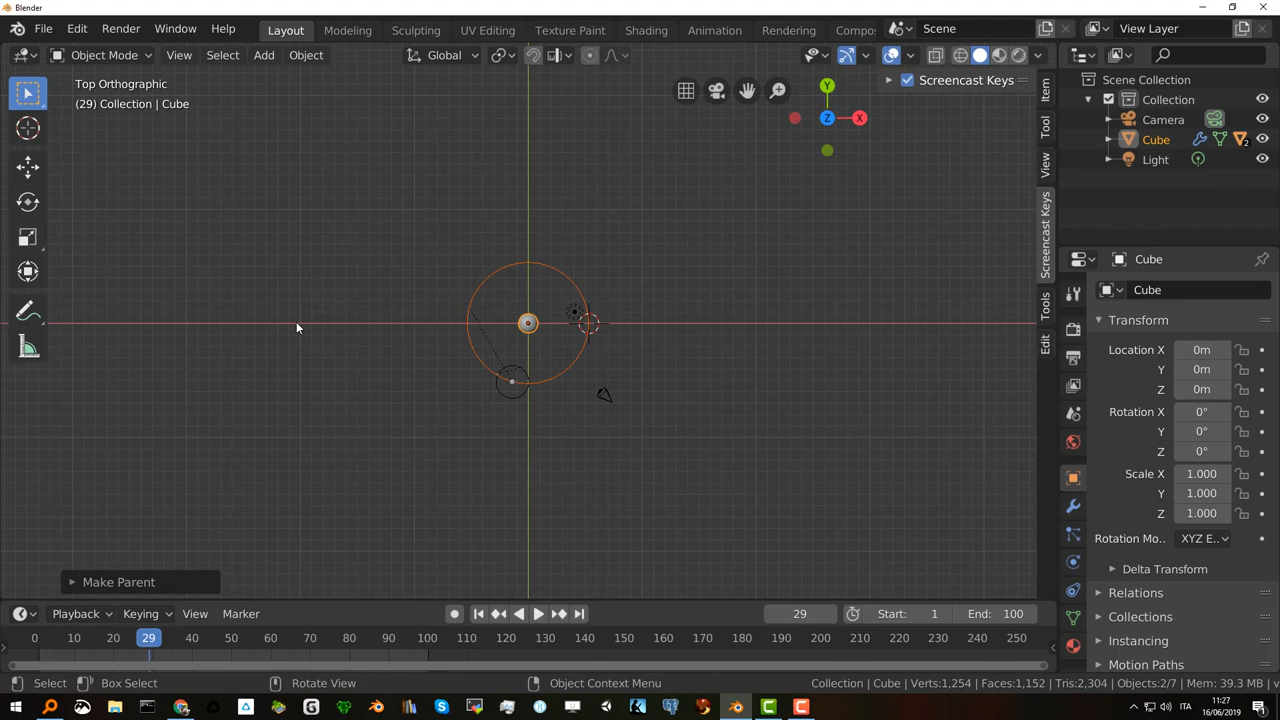 Blender
File Edit Render Window Help Layout Modeling Sculpting UV Editing Texture Paint Shading Animation Rendering Compos Scene View Layer
Object Mode View Select Add Object Global
Top Orthographic
(29) Collection | Cube
Screencast Keys
Y
Z
X
Item
Tool
View
Screencast Keys
Tools
Edit
Scene Collection
Collection
Camera
Cube 2
Light
Cube
Cube
Transform
Location X 0m
Y 0m
Z 0m
Rotation X 0°
Y 0°
Z 0°
Scale X 1.000
Y 1.000
Z 1.000
Rotation Mo.. XYZ E..
Delta Transform
Relations
Collections
Instancing
Visibility
Motion Paths
Make Parent
Playback Keying View Marker 29 Start: 1 End: 100
0 10 20 29 40 50 60 70 80 90 100 110 120 130 140 150 160 170 180 190 200 210 220 230 240 250
Select Box Select Rotate View Object Context Menu Collection | Cube | Verts:1,254 | Faces:1,152 | Tris:2,304 | Objects:2/7 | Mem: 39.3 MB
ITA 11:27
16/06/2019